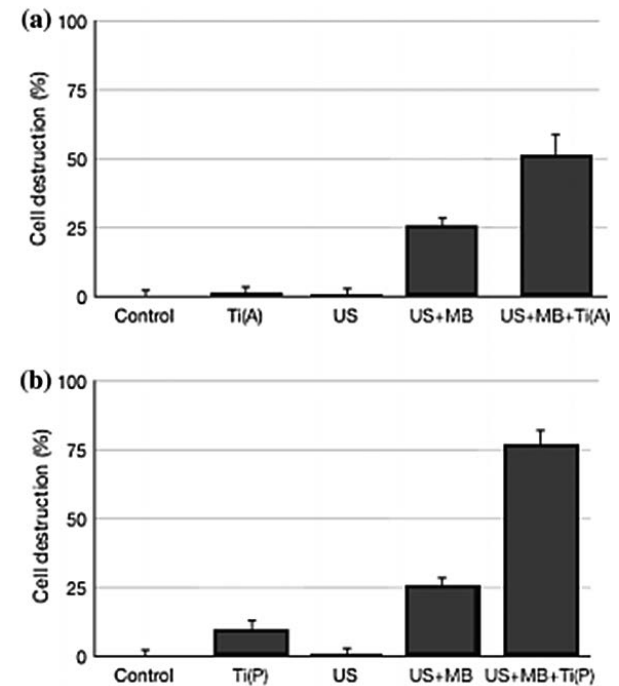 (a)
100
75
50
25
0
Cell destruction (%)
Control Ti(A) US US+MB US+MB+Ti(A)
(b)
100
75
50
25
0
Cell destruction (%)
Control Ti(P) US US+MB US+MB+Ti(P)